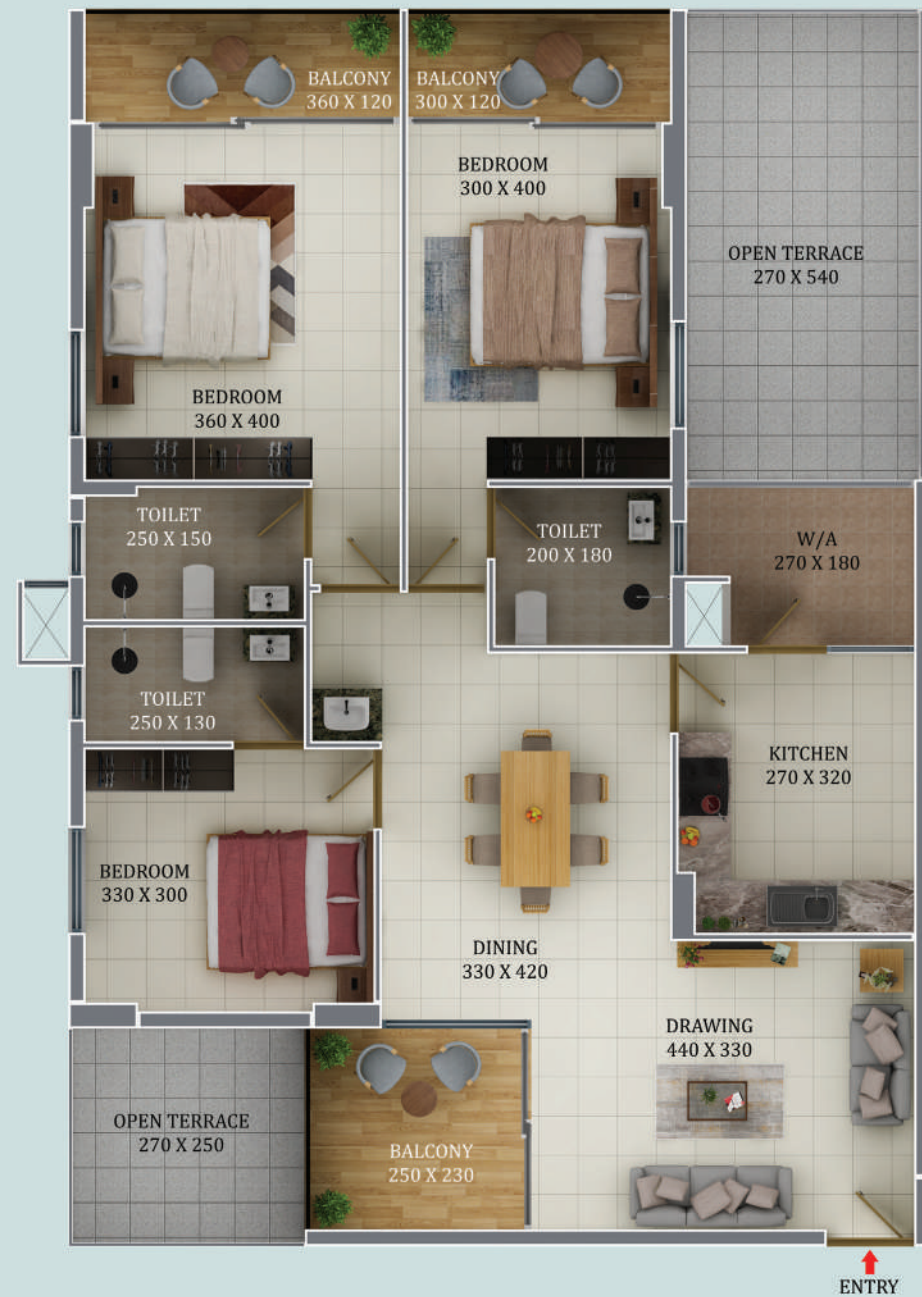 BALCONY
360 X 120
BALCONY
300 X 120
BEDROOM
300 X 400
OPEN TERRACE
270 X 540
BEDROOM
360 X 400
TOILET
250 X 150
TOILET
200 X 180
W/A
270 X 180
TOILET
250 X 130
KITCHEN
270 X 320
BEDROOM
330 X 300
DINING
330 X 420
DRAWING
440 X 330
OPEN TERRACE
270 X 250
BALCONY
250 X 230
ENTRY